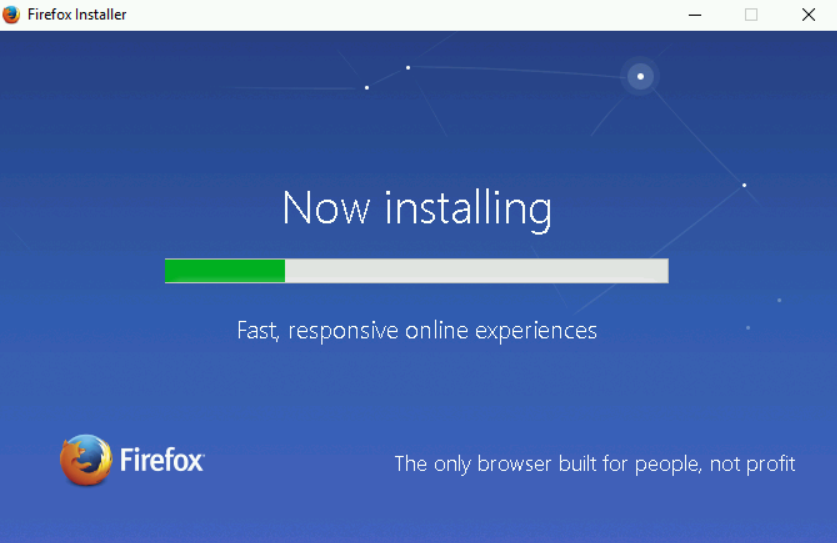 Firefox Installer
Now installing
Fast, responsive online experiences
Firefox
The only browser built for people, not profit